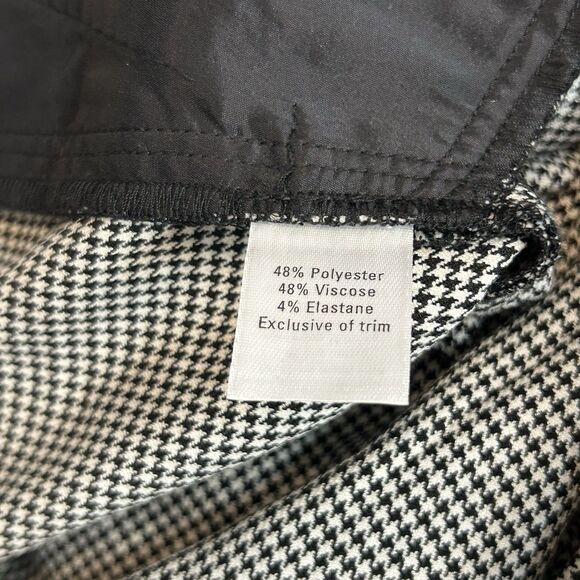 48% Polyester
48% Viscose
4% Elastane
Exclusive of trim